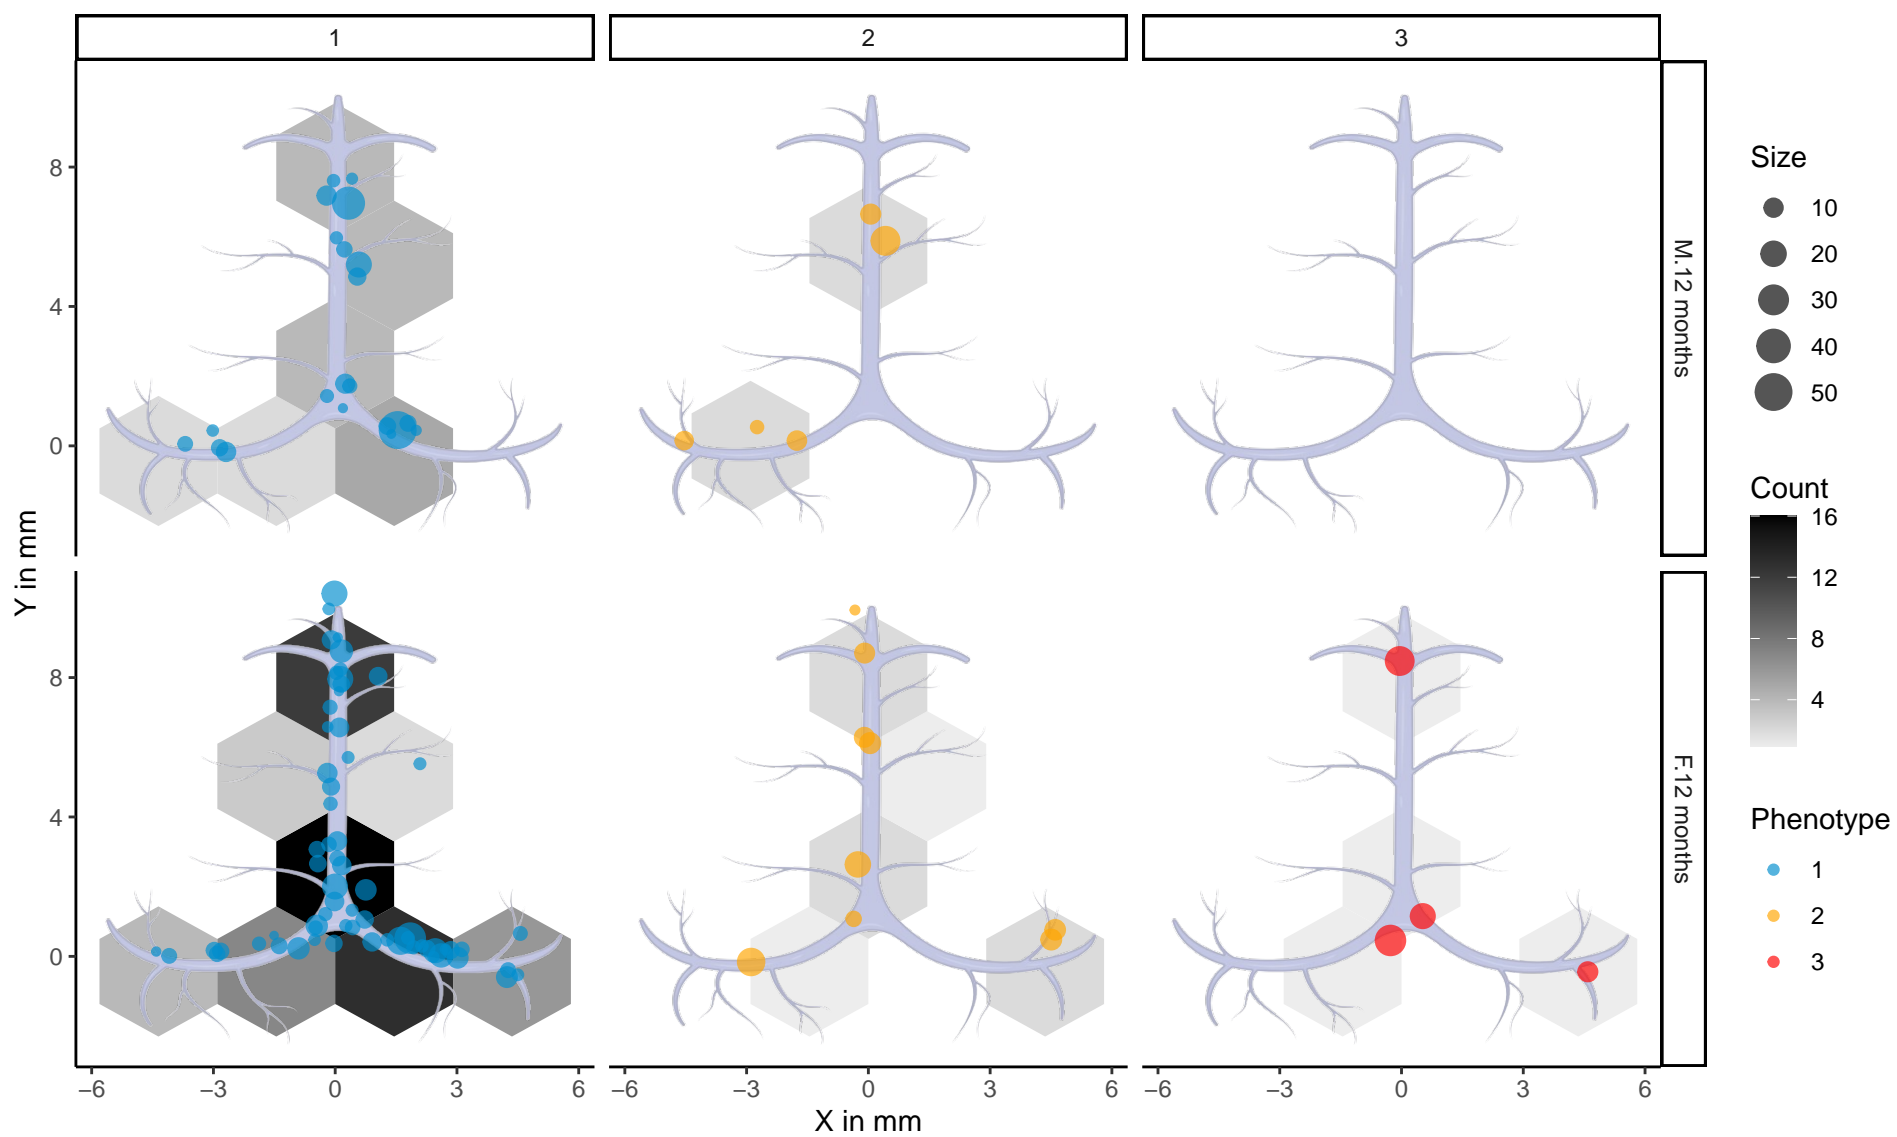 1 2 3
M.12 months
F.12 months
Y in mm
8
4
0
8
4
0
−6 −3 0 3 6 −6 −3 0 3 6 −6 −3 0 3 6
X in mm
Size
10
20
30
40
50
Count
16
12
8
4
Phenotype
1
2
3